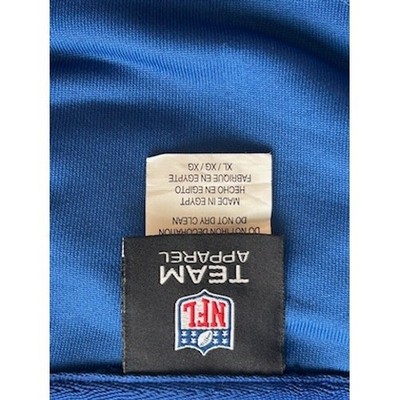 NFL
TEAM
APPAREL
DO NOT IRON DECORATION
DO NOT DRY CLEAN
MADE IN EGYPT
HECHO EN EGIPTO
FABRIQUE EN EGYPTE
XL / XG / XG